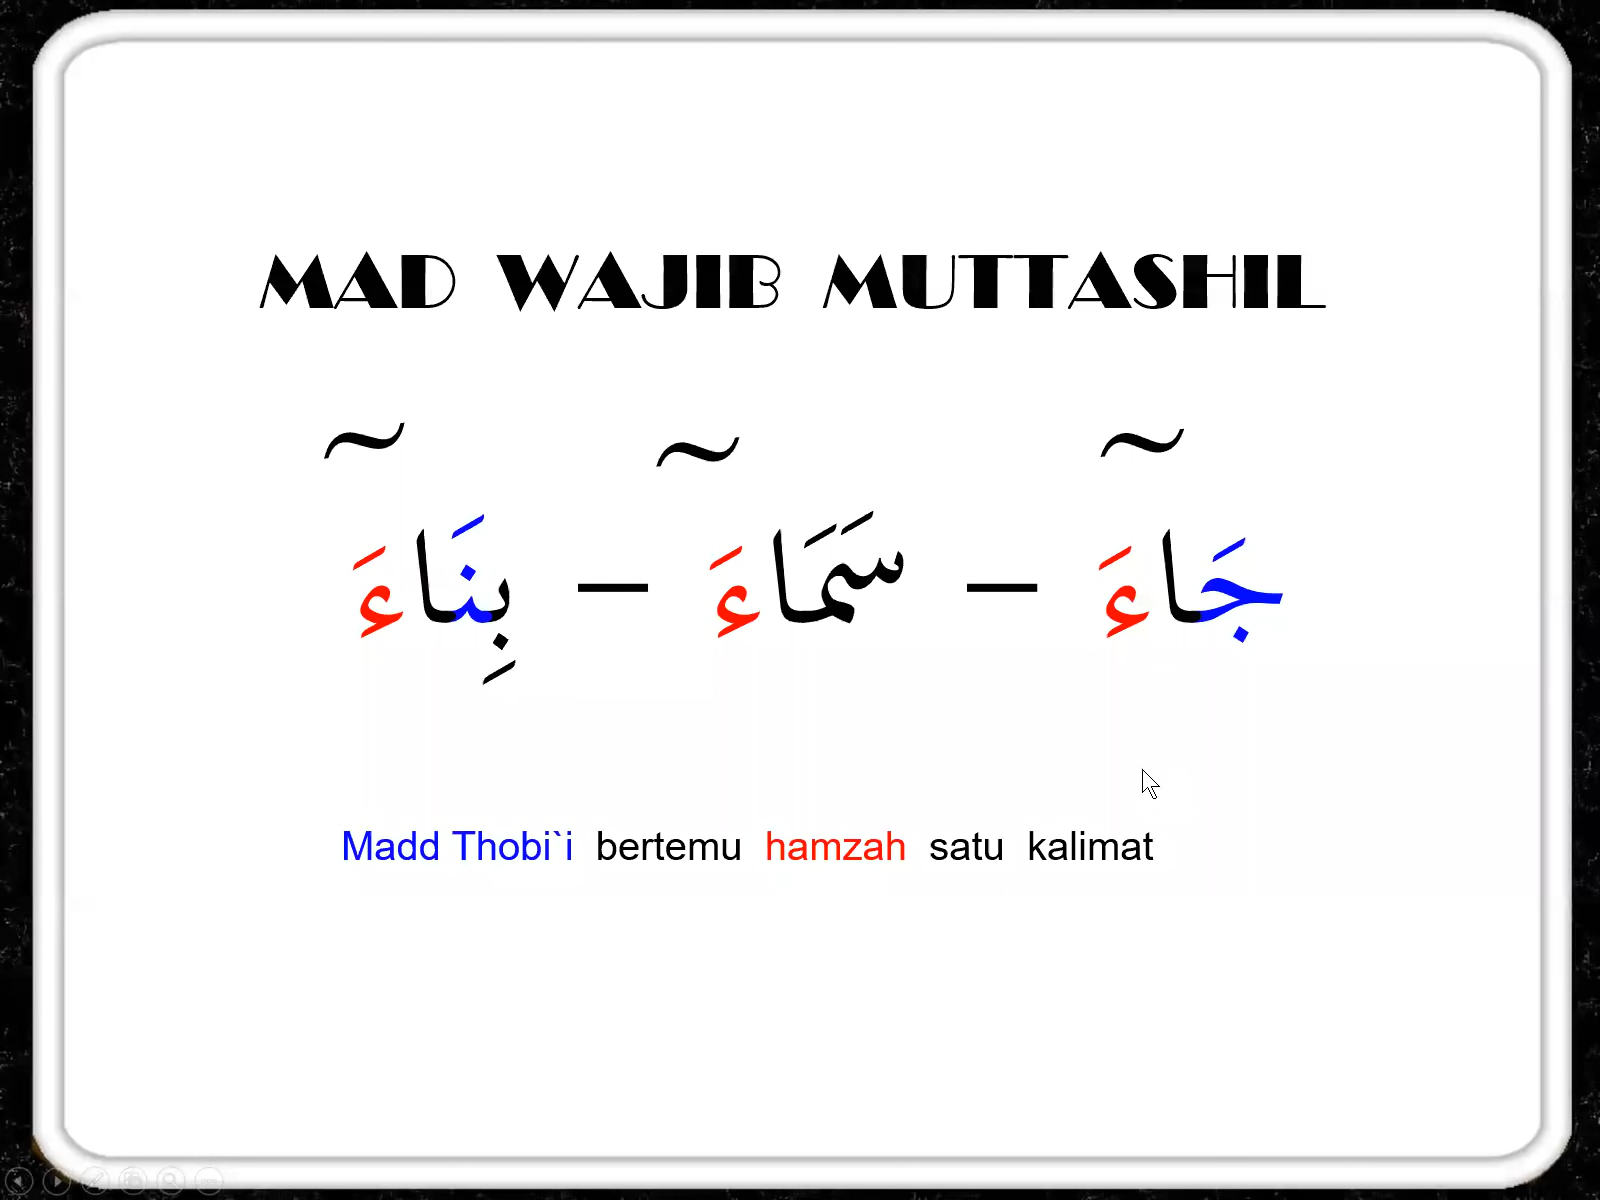 MAD WAJIB MUTTASHIL
~ ~ ~
جَاءَ – سَمَاءَ – بِنَاءَ
Madd Thobi`i bertemu hamzah satu kalimat